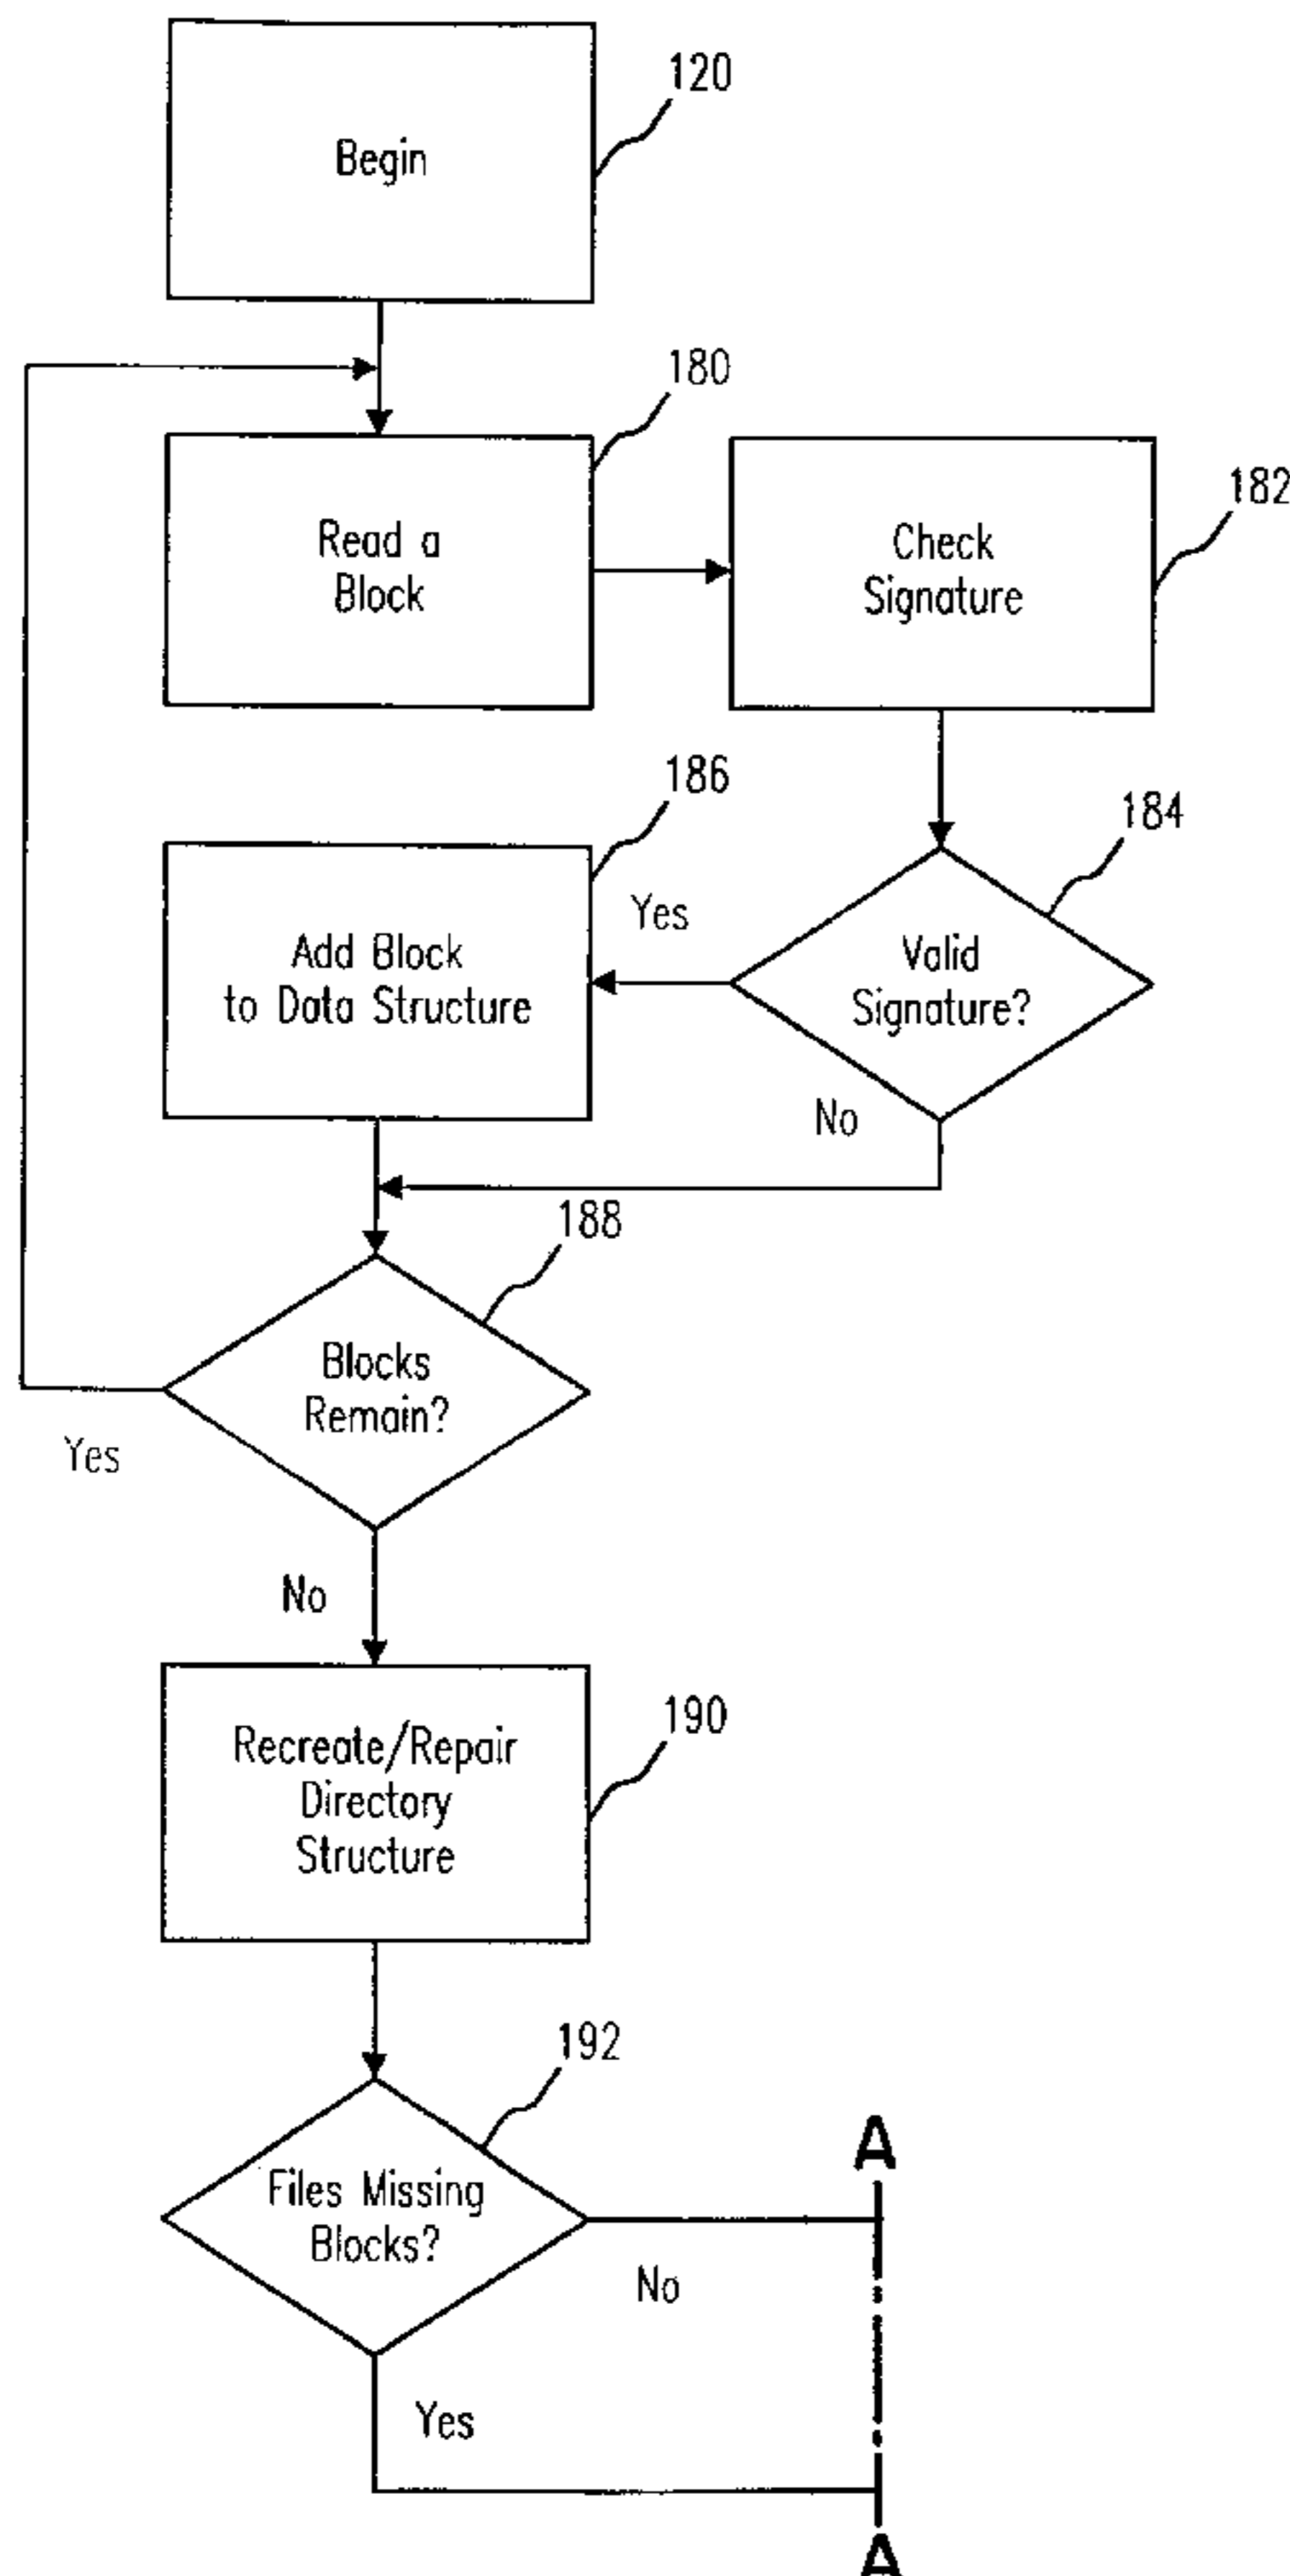 120
Begin
180
Read a
Block
182
Check
Signature
186
184
Yes
Add Block
to Data Structure
Valid
Signature?
No
188
Blocks
Remain?
Yes
No
190
Recreate/Repair
Directory
Structure
192
A
Files Missing
Blocks?
No
Yes
A